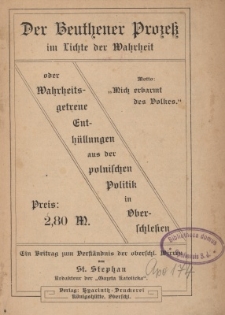 Der Beuthener Prozeß
im Lichte der Wahrheit
oder
Wahrheits-
getreue
Ent-
hüllungen
aus der
polnischen
Politik
in
Ober-
schlesien
Motto:
„Mich erbarmt
des Volkes.“
Preis:
2,80 M.
Ein Beitrag zum Verständnis der oberschl.
von
St. Stephan
Redakteur der „Gazeta Katolicka“.
Verlag: Hyacinth-Druckerei
Königshütte, Oberschl.